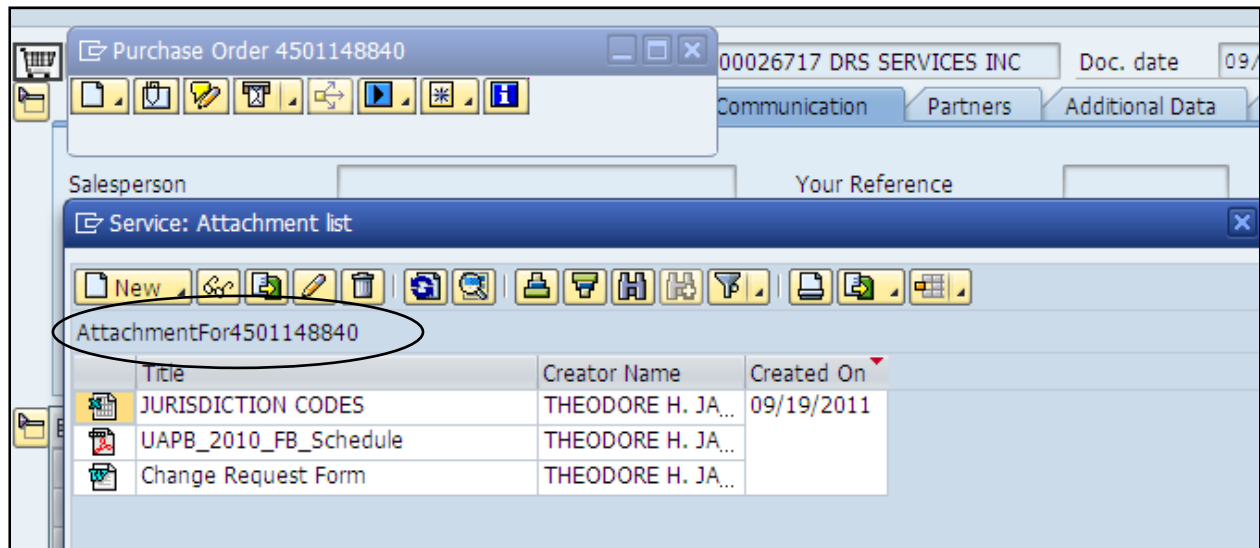 Purchase Order 4501148840
00026717 DRS SERVICES INC Doc. date 09/
Communication Partners Additional Data
Salesperson Your Reference
Service: Attachment list
New
AttachmentFor4501148840
Title Creator Name Created On
JURISDICTION CODES THEODORE H. JA... 09/19/2011
UAPB_2010_FB_Schedule THEODORE H. JA...
Change Request Form THEODORE H. JA...